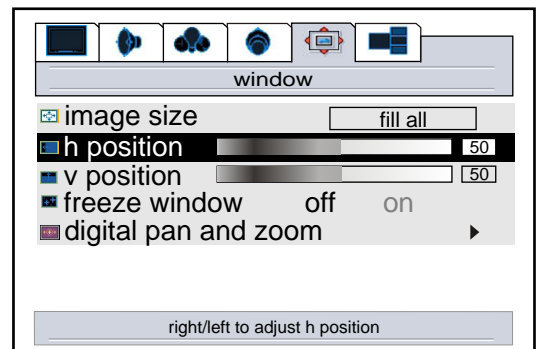 window
image size fill all
h position 50
v position 50
freeze window off on
digital pan and zoom
right/left to adjust h position